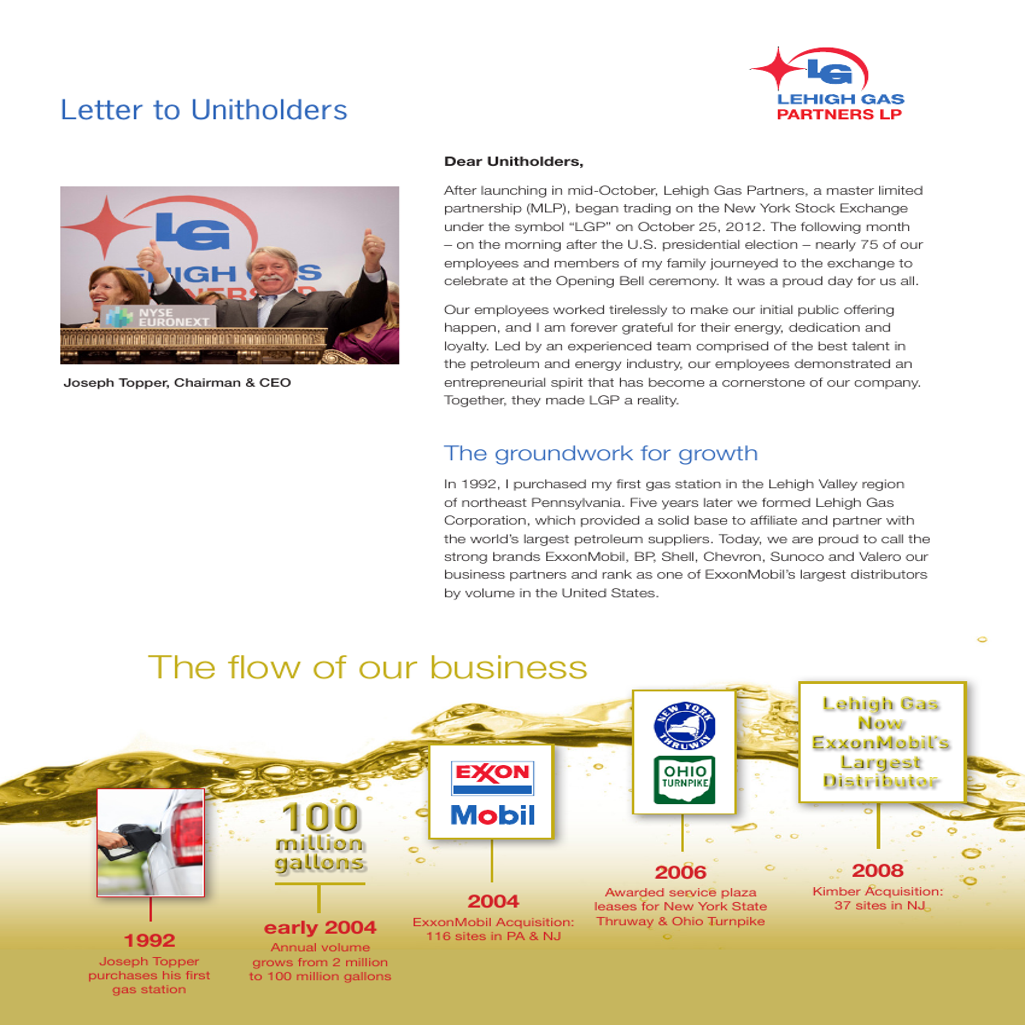 LG
LEHIGH GAS
PARTNERS LP
Letter to Unitholders
LG
NYSE
EURONEXT
Joseph Topper, Chairman & CEO
Dear Unitholders,
After launching in mid-October, Lehigh Gas Partners, a master limited
partnership (MLP), began trading on the New York Stock Exchange
under the symbol “LGP” on October 25, 2012. The following month
– on the morning after the U.S. presidential election – nearly 75 of our
employees and members of my family journeyed to the exchange to
celebrate at the Opening Bell ceremony. It was a proud day for us all.
Our employees worked tirelessly to make our initial public offering
happen, and I am forever grateful for their energy, dedication and
loyalty. Led by an experienced team comprised of the best talent in
the petroleum and energy industry, our employees demonstrated an
entrepreneurial spirit that has become a cornerstone of our company.
Together, they made LGP a reality.
The groundwork for growth
In 1992, I purchased my first gas station in the Lehigh Valley region
of northeast Pennsylvania. Five years later we formed Lehigh Gas
Corporation, which provided a solid base to affiliate and partner with
the world’s largest petroleum suppliers. Today, we are proud to call the
strong brands ExxonMobil, BP, Shell, Chevron, Sunoco and Valero our
business partners and rank as one of ExxonMobil’s largest distributors
by volume in the United States.
The flow of our business
1992
Joseph Topper
purchases his first
gas station
100
million
gallons
early 2004
Annual volume
grows from 2 million
to 100 million gallons
EXXON
Mobil
2004
ExxonMobil Acquisition:
116 sites in PA & NJ
NEW YORK
THRUWAY
OHIO
TURNPIKE
2006
Awarded service plaza
leases for New York State
Thruway & Ohio Turnpike
Lehigh Gas
Now
ExxonMobil’s
Largest
Distributor
2008
Kimber Acquisition:
37 sites in NJ